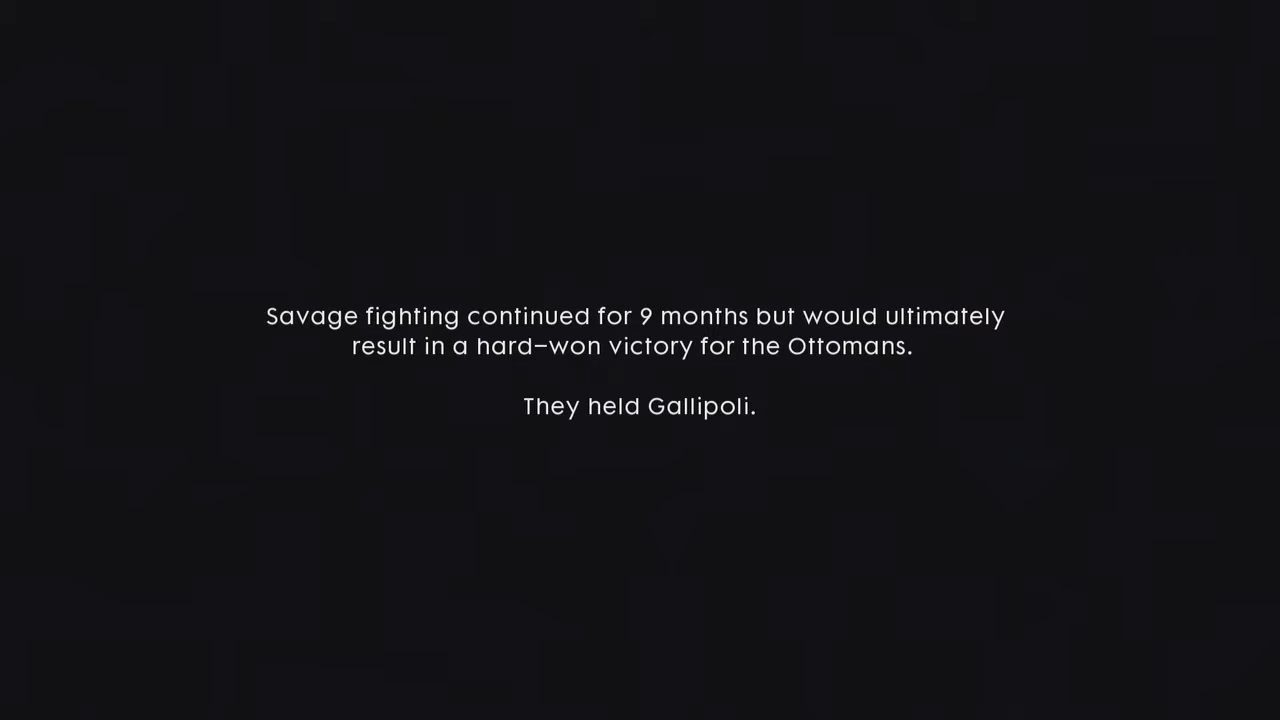 Savage fighting continued for 9 months but would ultimately
result in a hard–won victory for the Ottomans.
They held Gallipoli.